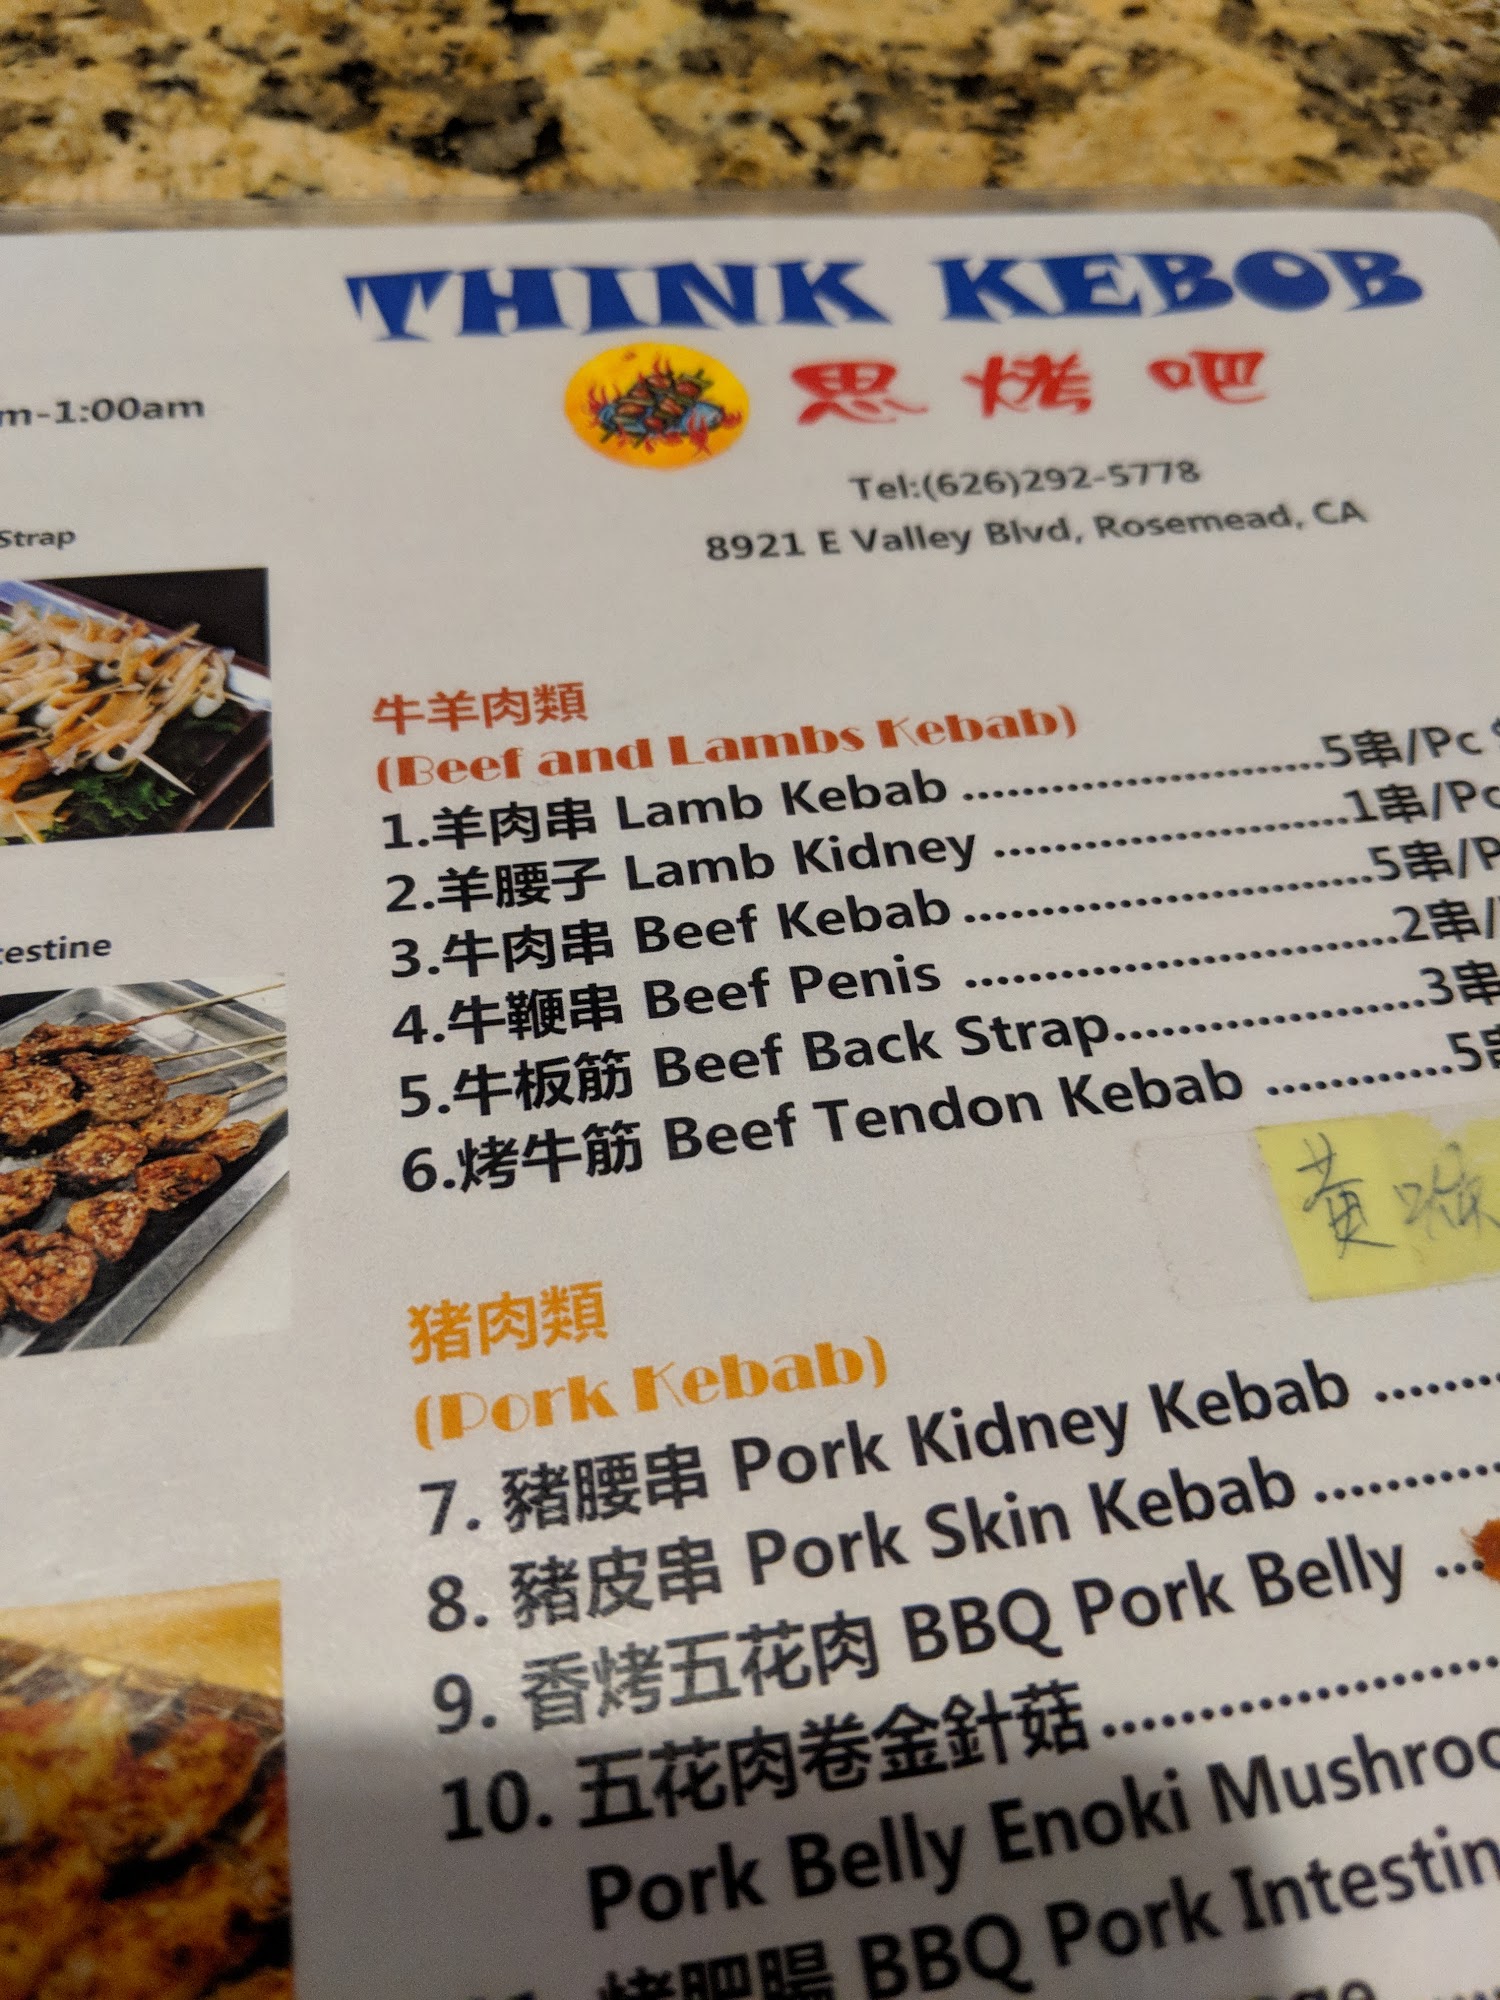 THINK KEBOB
思烤吧
m-1:00am
Tel:(626)292-5778
8921 E Valley Blvd, Rosemead, CA
Strap
testine
牛羊肉類
(Beef and Lambs Kebab)
1.羊肉串 Lamb Kebab ........................5串/Pc
2.羊腰子 Lamb Kidney ........................1串/Pc
3.牛肉串 Beef Kebab ............................5串/P
4.牛鞭串 Beef Penis .............................2串/
5.牛板筋 Beef Back Strap.....................3串
6.烤牛筋 Beef Tendon Kebab ............5串
黄喉
猪肉類
(Pork Kebab)
7. 豬腰串 Pork Kidney Kebab .......
8. 豬皮串 Pork Skin Kebab ..........
9. 香烤五花肉 BBQ Pork Belly ...
10. 五花肉卷金針菇........................
Pork Belly Enoki Mushroo
烤肥腸 BBQ Pork Intestin